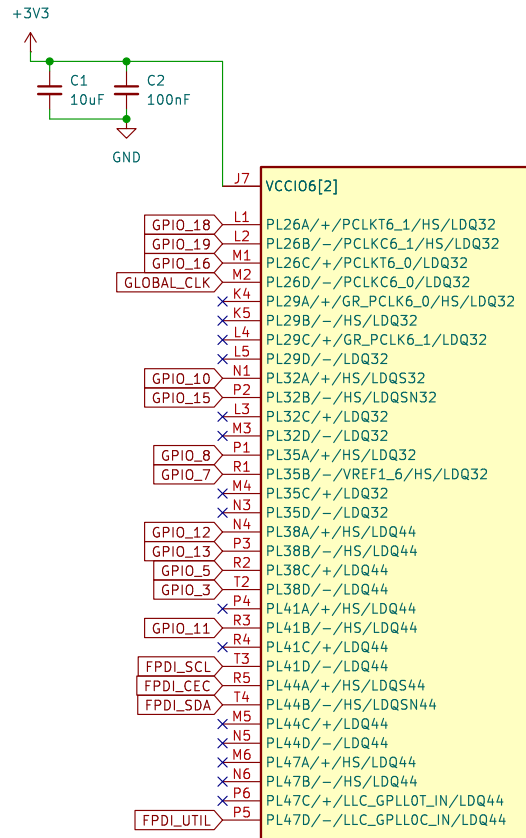 +3V3
C1
10uF
C2
100nF
GND
J7 VCCIO6[2]
GPIO_18 L1 PL26A/+/PCLKT6_1/HS/LDQ32
GPIO_19 L2 PL26B/-/PCLKC6_1/HS/LDQ32
GPIO_16 M1 PL26C/+/PCLKT6_0/LDQ32
GLOBAL_CLK M2 PL26D/-/PCLKC6_0/LDQ32
K4 PL29A/+/GR_PCLK6_0/HS/LDQ32
K5 PL29B/-/HS/LDQ32
L4 PL29C/+/GR_PCLK6_1/LDQ32
L5 PL29D/-/LDQ32
GPIO_10 N1 PL32A/+/HS/LDQS32
GPIO_15 P2 PL32B/-/HS/LDQSN32
L3 PL32C/+/LDQ32
M3 PL32D/-/LDQ32
GPIO_8 P1 PL35A/+/HS/LDQ32
GPIO_7 R1 PL35B/-/VREF1_6/HS/LDQ32
M4 PL35C/+/LDQ32
N3 PL35D/-/LDQ32
GPIO_12 N4 PL38A/+/HS/LDQ44
GPIO_13 P3 PL38B/-/HS/LDQ44
GPIO_5 R2 PL38C/+/LDQ44
GPIO_3 T2 PL38D/-/LDQ44
P4 PL41A/+/HS/LDQ44
GPIO_11 R3 PL41B/-/HS/LDQ44
R4 PL41C/+/LDQ44
FPDI_SCL T3 PL41D/-/LDQ44
FPDI_CEC R5 PL44A/+/HS/LDQS44
FPDI_SDA T4 PL44B/-/HS/LDQSN44
M5 PL44C/+/LDQ44
N5 PL44D/-/LDQ44
M6 PL47A/+/HS/LDQ44
N6 PL47B/-/HS/LDQ44
P6 PL47C/+/LLC_GPLL0T_IN/LDQ44
FPDI_UTIL P5 PL47D/-/LLC_GPLL0C_IN/LDQ44